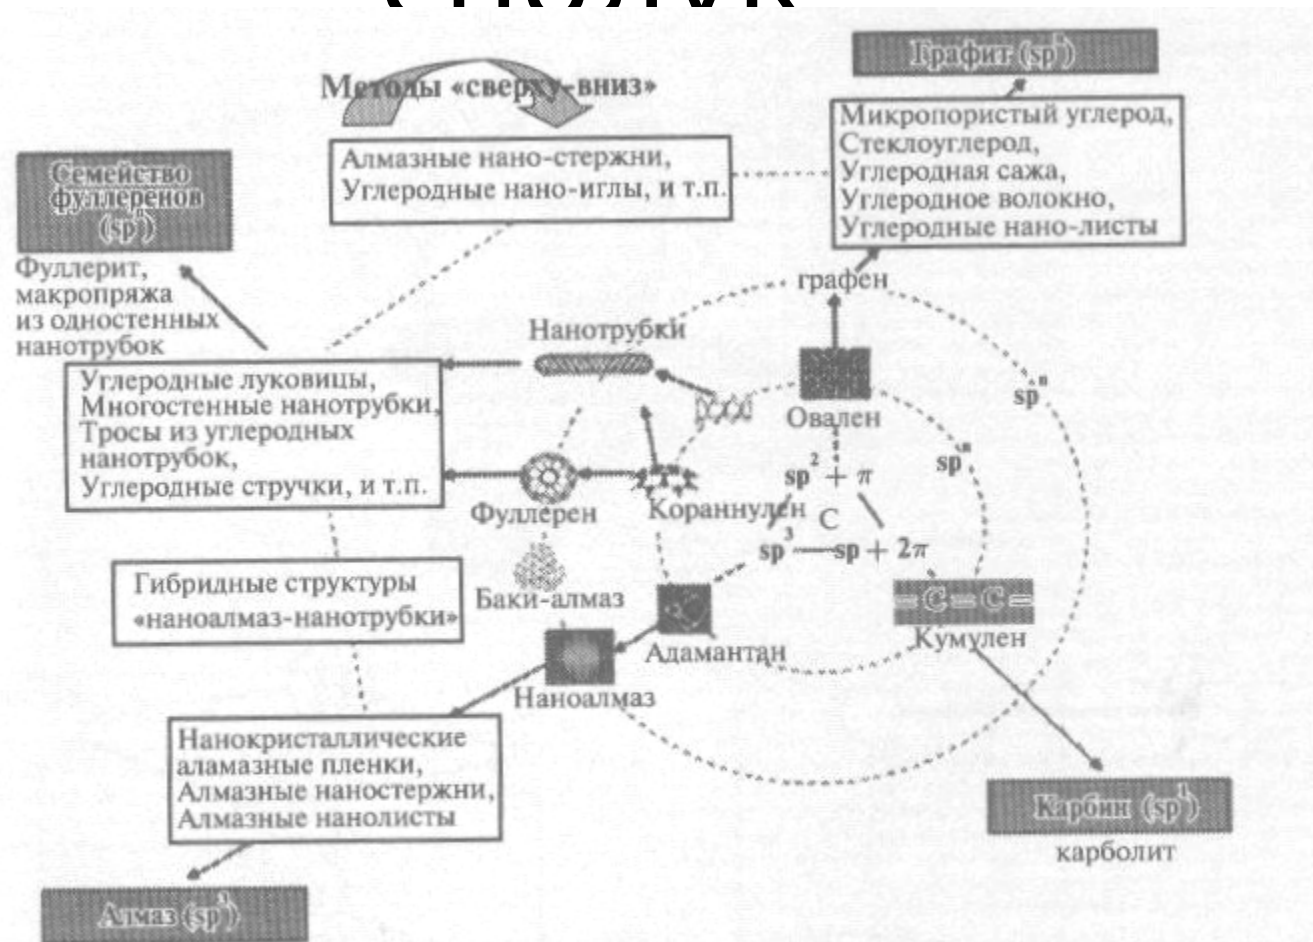 Методы «сверху-вниз»
Алмазные нано-стержни,
Углеродные нано-иглы, и т.п.
Графит (sp²)
Микропористый углерод,
Стеклоуглерод,
Углеродная сажа,
Углеродное волокно,
Углеродные нано-листы
графен
Семейство
фуллеренов
(spⁿ)
Фуллерит,
макропряжа
из одностенных
нанотрубок
Нанотрубки
Углеродные луковицы,
Многостенные нанотрубки,
Тросы из углеродных
нанотрубок,
Углеродные стручки, и т.п.
Овален
spⁿ
spⁿ
sp² + π
Фуллерен
Кораннулен
C
sp³ — sp + 2π
Гибридные структуры
«наноалмаз-нанотрубки»
Баки-алмаз
=C=C=
Кумулен
Адамантан
Наноалмаз
Нанокристаллические
аламазные пленки,
Алмазные наностержни,
Алмазные нанолисты
Карбин (sp¹)
карболит
Алмаз (sp³)